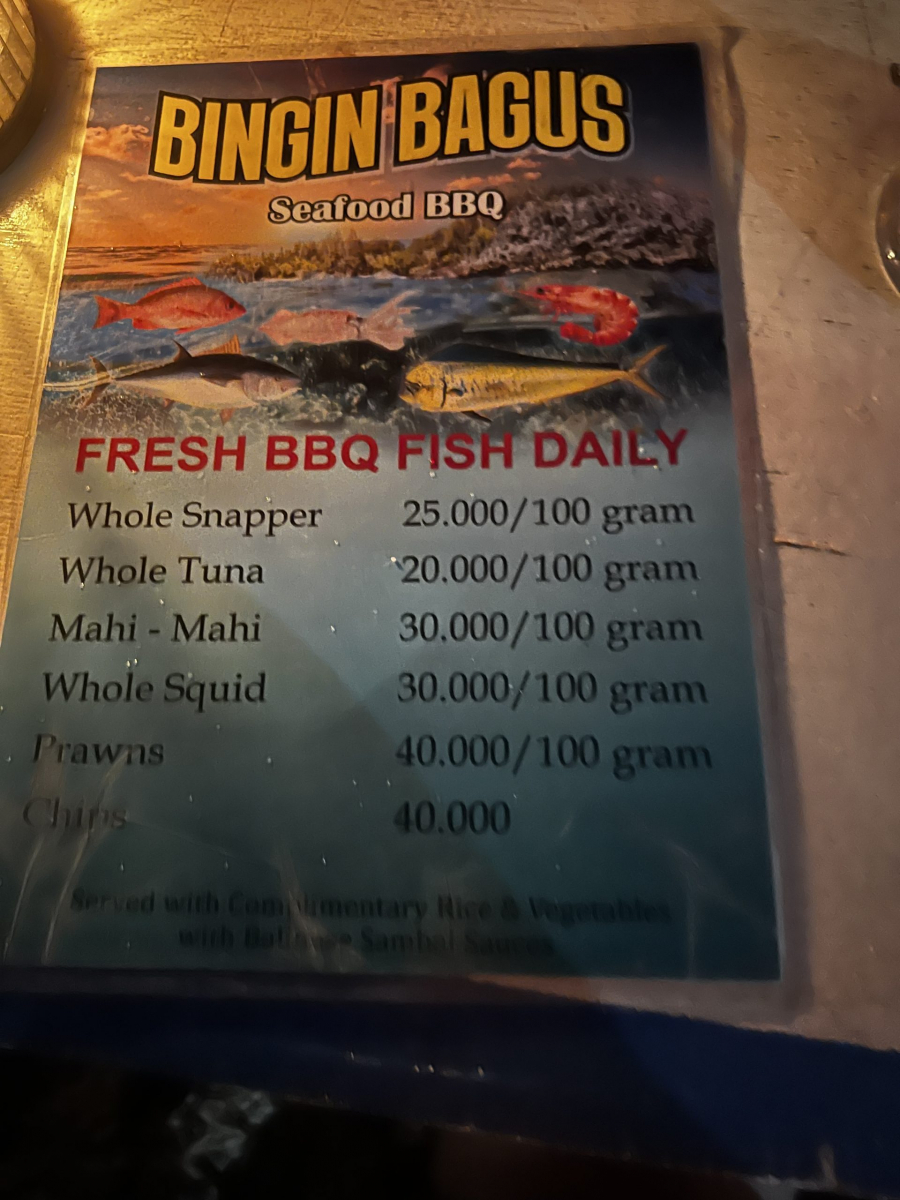 BINGIN BAGUS
Seafood BBQ
FRESH BBQ FISH DAILY
Whole Snapper 25.000/100 gram
Whole Tuna 20.000/100 gram
Mahi - Mahi 30.000/100 gram
Whole Squid 30.000/100 gram
Prawns 40.000/100 gram
Chips 40.000
Served with Complimentary Rice & Vegetables
with Balinese Sambal Sauces